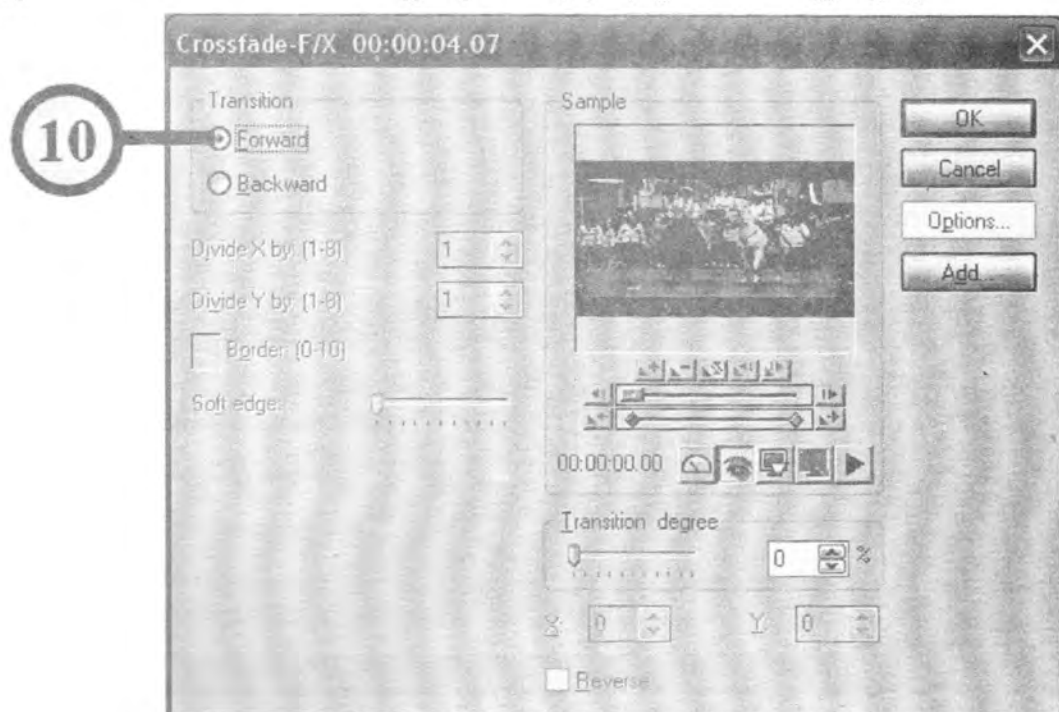 Crossfade-F/X 00:00:04.07
10
Transition
Forward
Backward
Divide X by: (1-8)
1
Divide Y by: (1-8)
1
Border: (0-10)
Soft edge:
Sample
00:00:00.00
Transition degree
0 %
X: 0 Y: 0
Reverse
OK
Cancel
Options...
Add...